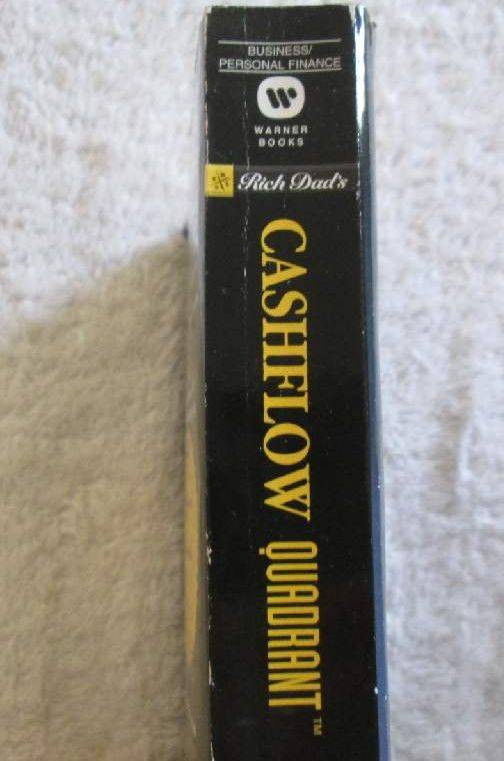 BUSINESS/
PERSONAL FINANCE
WARNER
BOOKS
Rich Dad's
CASHFLOW QUADRANT™